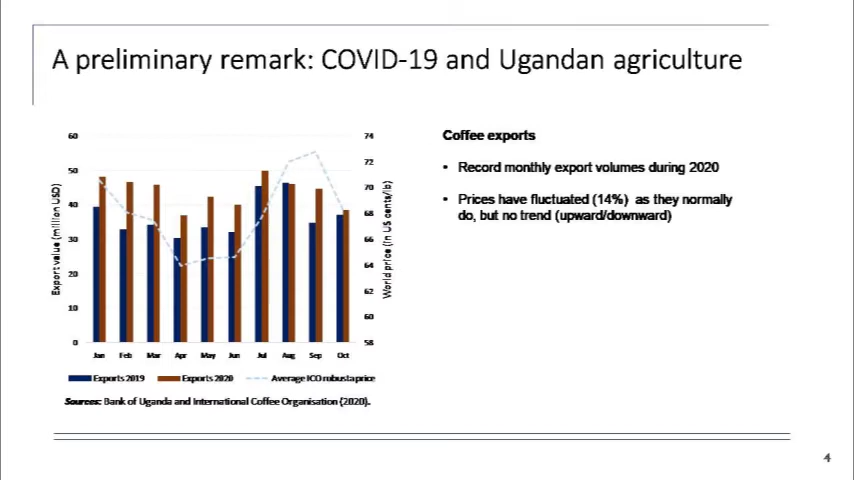 A preliminary remark: COVID-19 and Ugandan agriculture
60
50
40
30
20
10
0
Export value (million USD)
74
72
70
68
66
64
62
60
58
World price (in US cents/lb)
Jan Feb Mar Apr May Jun Jul Aug Sep Oct
Exports 2019 Exports 2020 Average ICO robusta price
Sources: Bank of Uganda and International Coffee Organisation (2020).
Coffee exports
• Record monthly export volumes during 2020
• Prices have fluctuated (14%) as they normally
do, but no trend (upward/downward)
4